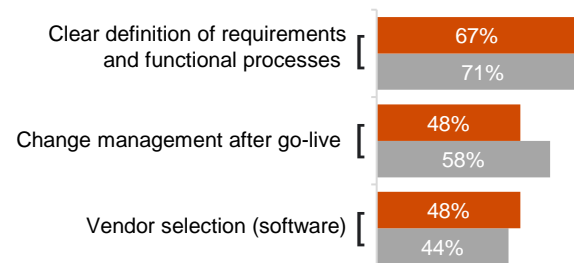 Clear definition of requirements
and functional processes
67%
71%
Change management after go-live
48%
58%
Vendor selection (software)
48%
44%